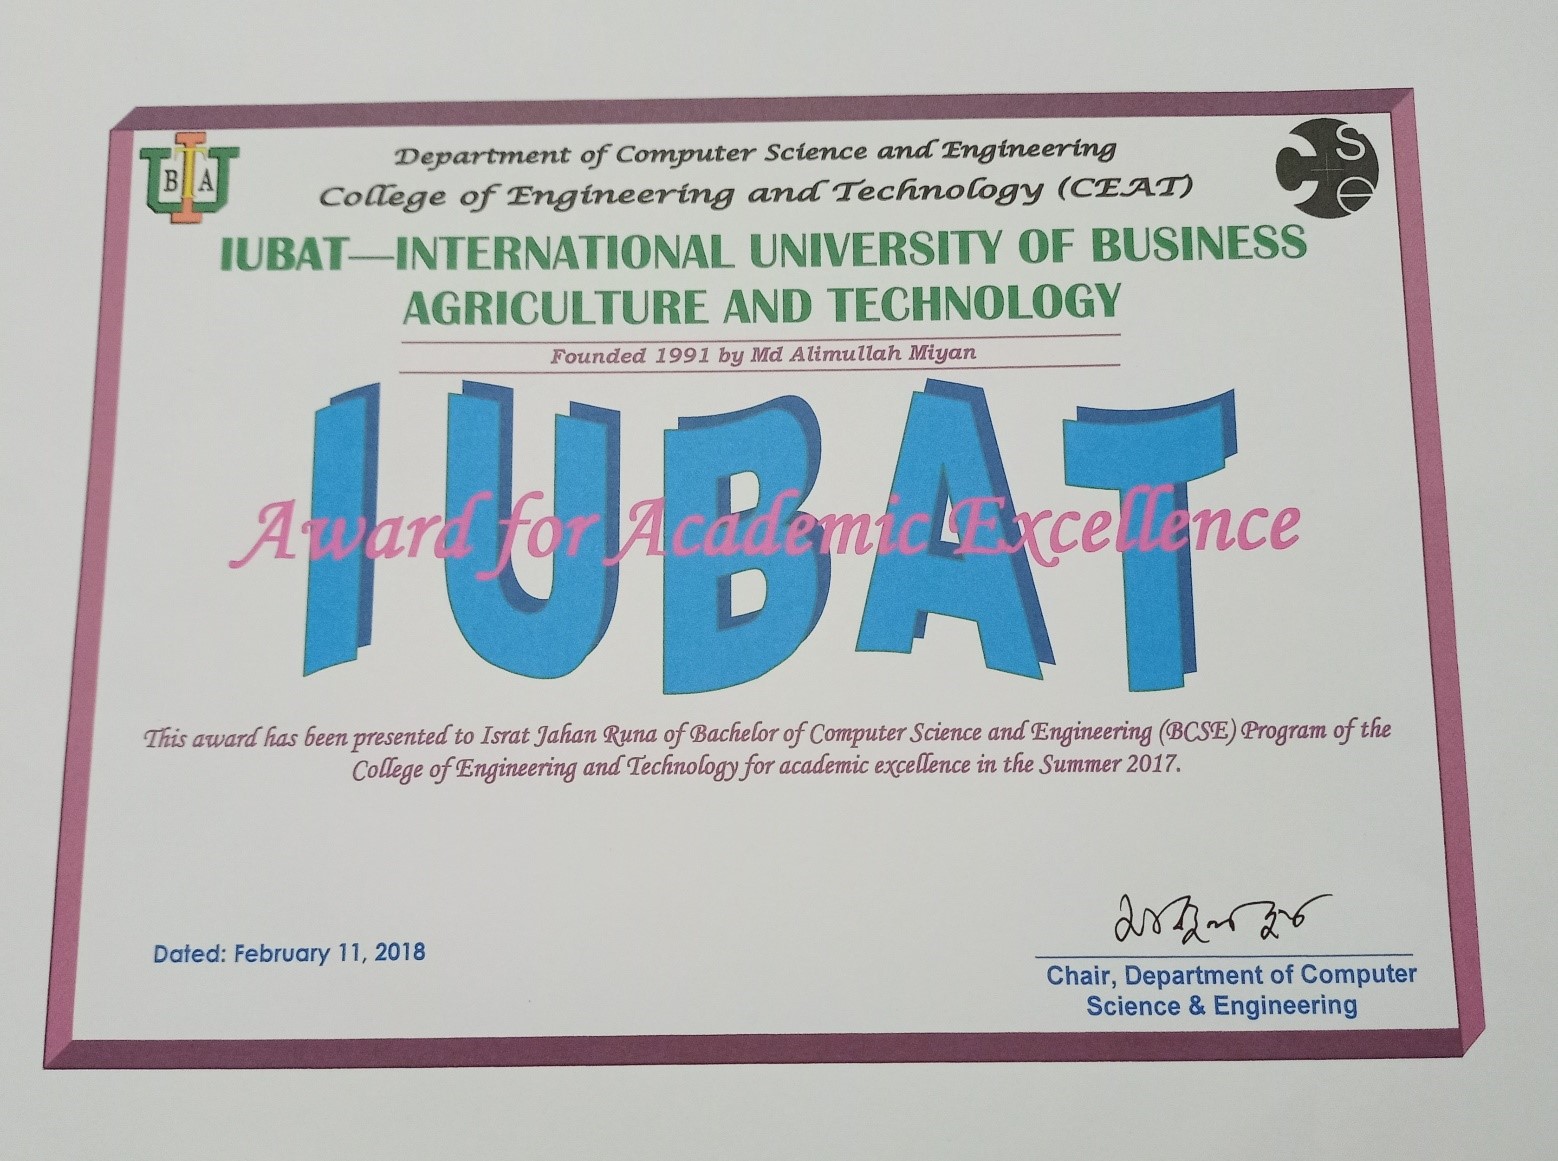 UIBAT
CSE
Department of Computer Science and Engineering
College of Engineering and Technology (CEAT)
IUBAT—INTERNATIONAL UNIVERSITY OF BUSINESS
AGRICULTURE AND TECHNOLOGY
Founded 1991 by Md Alimullah Miyan
IUBAT
Award for Academic Excellence
This award has been presented to Israt Jahan Runa of Bachelor of Computer Science and Engineering (BCSE) Program of the
College of Engineering and Technology for academic excellence in the Summer 2017.
Dated: February 11, 2018
Chair, Department of Computer
Science & Engineering